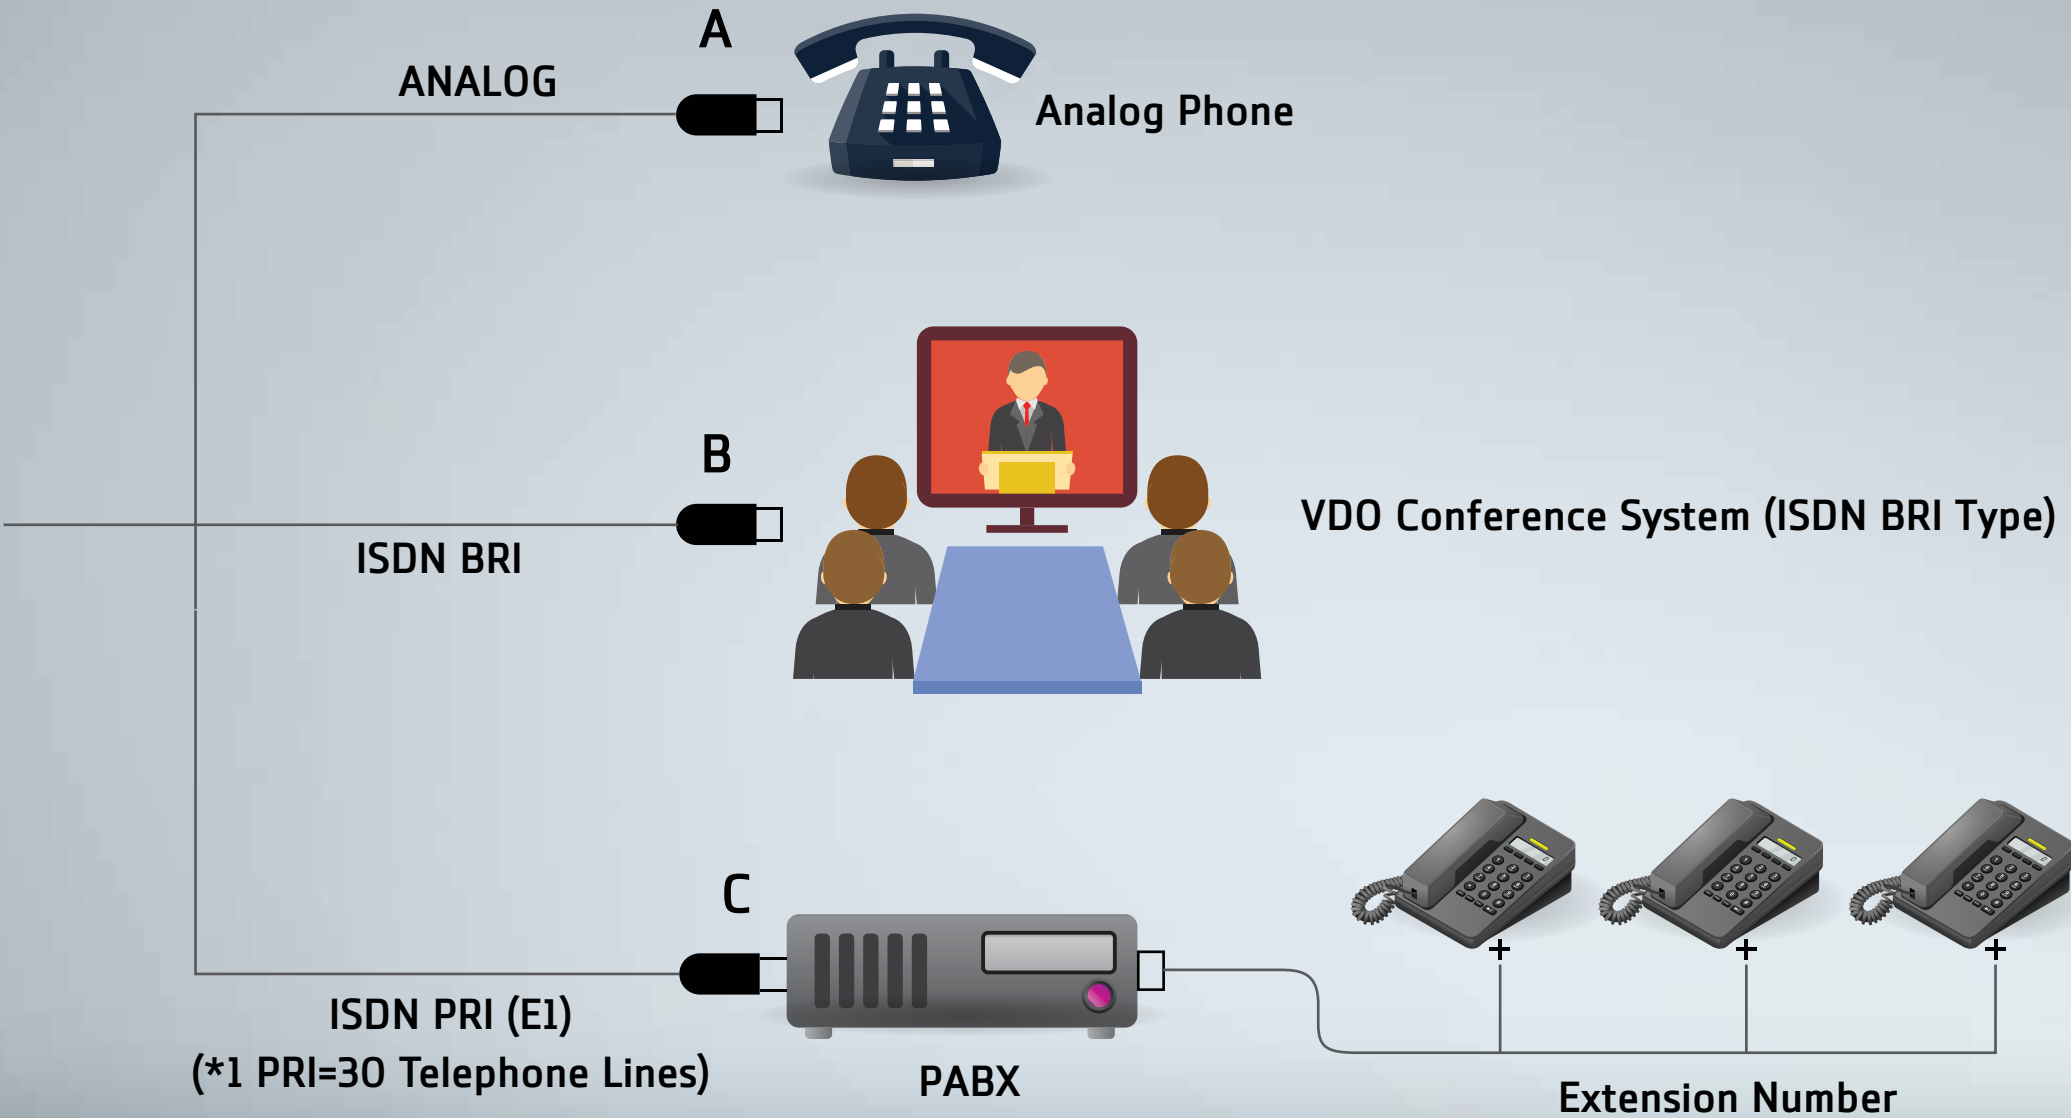 A
ANALOG
Analog Phone
B
ISDN BRI
VDO Conference System (ISDN BRI Type)
C
ISDN PRI (E1)
(*1 PRI=30 Telephone Lines)
PABX
Extension Number